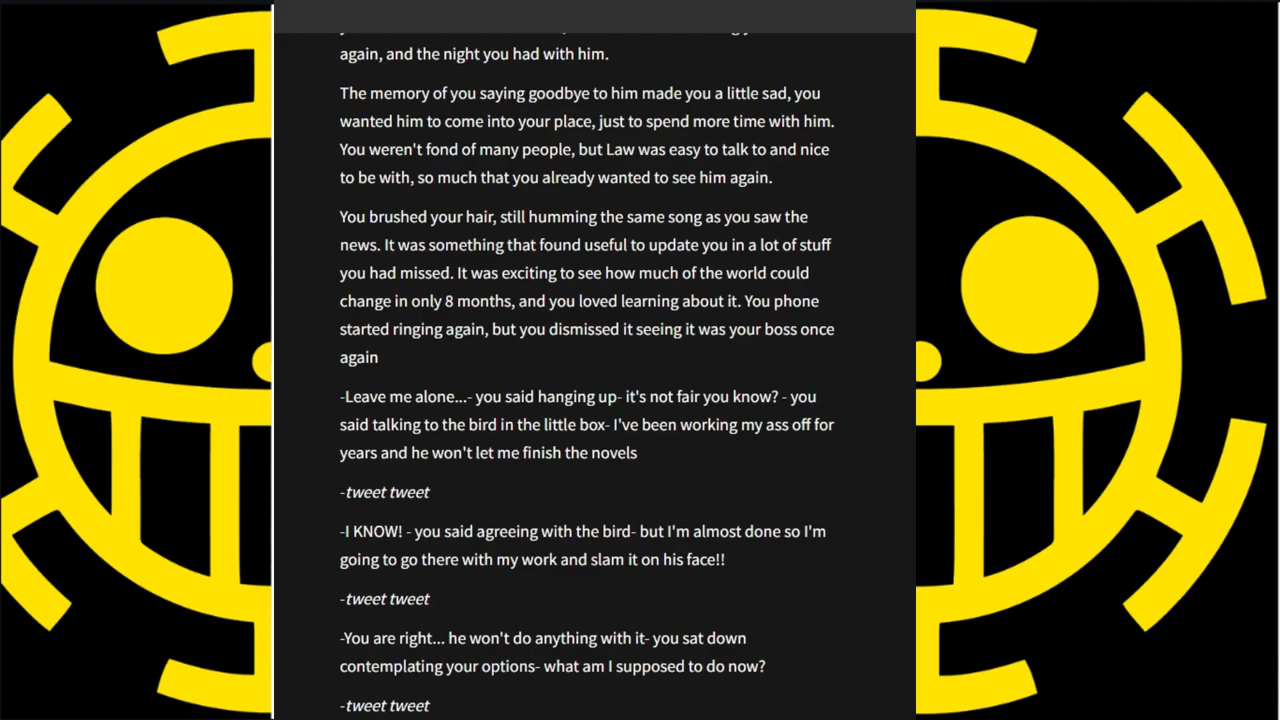 again, and the night you had with him.
The memory of you saying goodbye to him made you a little sad, you
wanted him to come into your place, just to spend more time with him.
You weren't fond of many people, but Law was easy to talk to and nice
to be with, so much that you already wanted to see him again.
You brushed your hair, still humming the same song as you saw the
news. It was something that found useful to update you in a lot of stuff
you had missed. It was exciting to see how much of the world could
change in only 8 months, and you loved learning about it. You phone
started ringing again, but you dismissed it seeing it was your boss once
again
-Leave me alone...- you said hanging up- it's not fair you know? - you
said talking to the bird in the little box- I've been working my ass off for
years and he won't let me finish the novels
-tweet tweet
-I KNOW! - you said agreeing with the bird- but I'm almost done so I'm
going to go there with my work and slam it on his face!!
-tweet tweet
-You are right... he won't do anything with it- you sat down
contemplating your options- what am I supposed to do now?
-tweet tweet